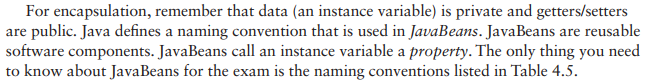 For encapsulation, remember that data (an instance variable) is private and getters/setters
are public. Java defines a naming convention that is used in JavaBeans. JavaBeans are reusable
software components. JavaBeans call an instance variable a property. The only thing you need
to know about JavaBeans for the exam is the naming conventions listed in Table 4.5.